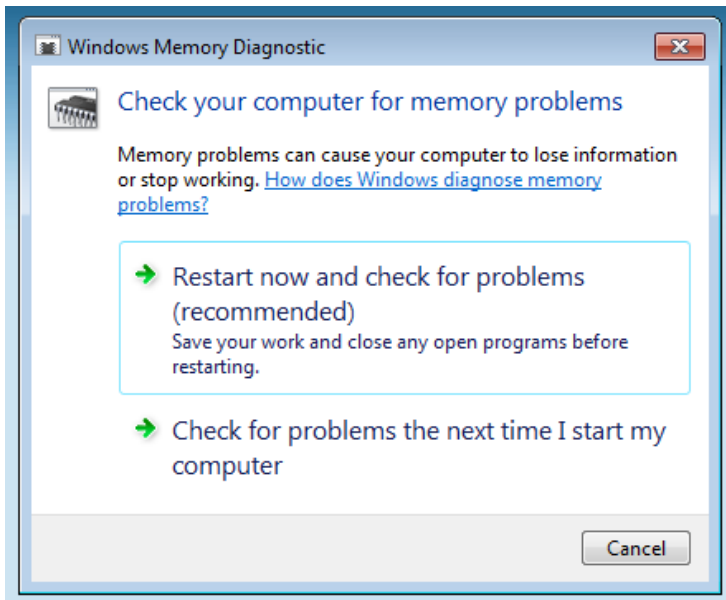 Windows Memory Diagnostic
Check your computer for memory problems
Memory problems can cause your computer to lose information
or stop working. How does Windows diagnose memory
problems?
Restart now and check for problems
(recommended)
Save your work and close any open programs before
restarting.
Check for problems the next time I start my
computer
Cancel